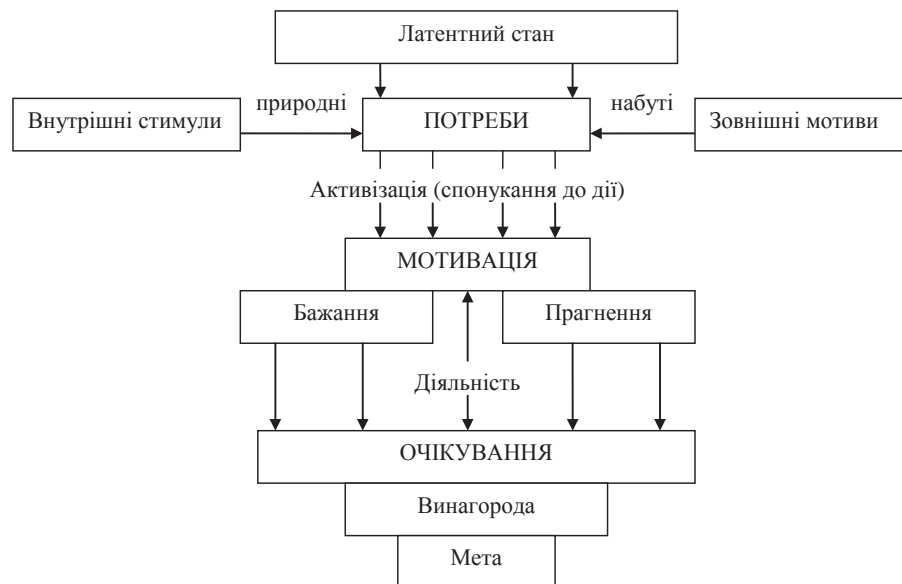 Латентний стан
природні
набуті
Внутрішні стимули
ПОТРЕБИ
Зовнішні мотиви
Активізація (спонукання до дії)
МОТИВАЦІЯ
Бажання
Прагнення
Діяльність
ОЧІКУВАННЯ
Винагорода
Мета